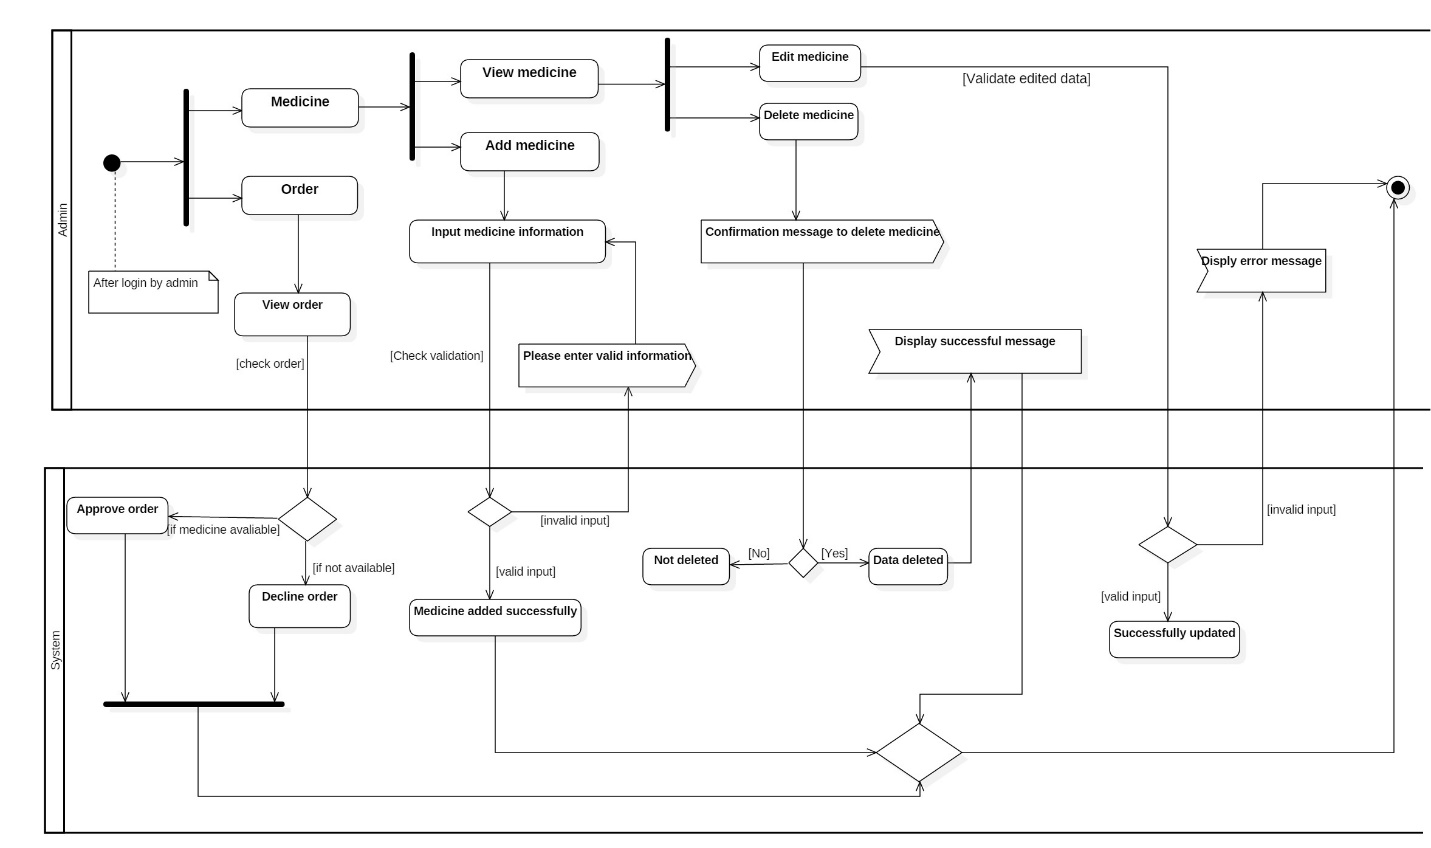 Admin
Edit medicine
View medicine
[Validate edited data]
Medicine
Delete medicine
Add medicine
Order
Input medicine information
Confirmation message to delete medicine
Disply error message
After login by admin
View order
Display successful message
[check order]
[Check validation]
Please enter valid information
System
Approve order
[if medicine avaliable]
[invalid input]
[invalid input]
[No]
[Yes]
Not deleted
Data deleted
[if not available]
[valid input]
Decline order
[valid input]
Medicine added successfully
Successfully updated